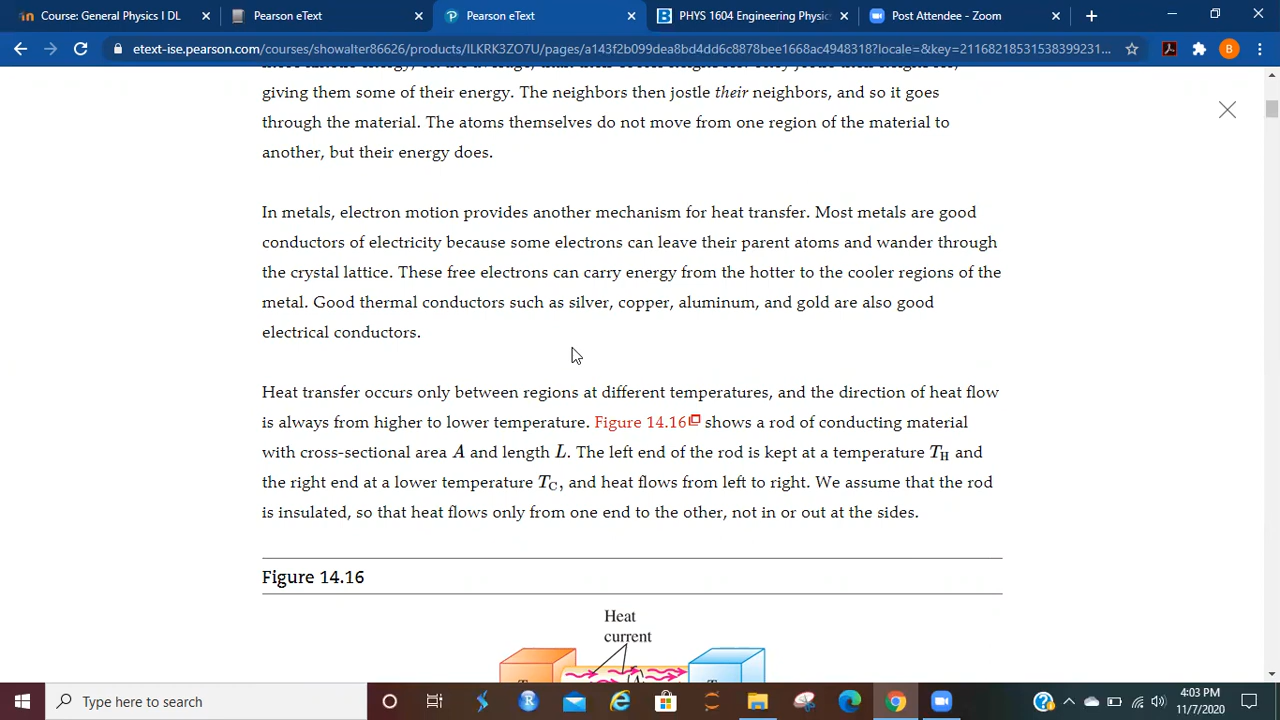 Course: General Physics I DL
Pearson eText
Pearson eText
PHYS 1604 Engineering Physic
Post Attendee - Zoom
etext-ise.pearson.com/courses/showalter86626/products/ILKRK3ZO7U/pages/a143f2b099dea8bd4dd6c8878bee1668ac4948318?locale=&key=21168218531538399231...
giving them some of their energy. The neighbors then jostle their neighbors, and so it goes
through the material. The atoms themselves do not move from one region of the material to
another, but their energy does.
In metals, electron motion provides another mechanism for heat transfer. Most metals are good
conductors of electricity because some electrons can leave their parent atoms and wander through
the crystal lattice. These free electrons can carry energy from the hotter to the cooler regions of the
metal. Good thermal conductors such as silver, copper, aluminum, and gold are also good
electrical conductors.
Heat transfer occurs only between regions at different temperatures, and the direction of heat flow
is always from higher to lower temperature. Figure 14.16 shows a rod of conducting material
with cross-sectional area A and length L. The left end of the rod is kept at a temperature TH and
the right end at a lower temperature TC, and heat flows from left to right. We assume that the rod
is insulated, so that heat flows only from one end to the other, not in or out at the sides.
Figure 14.16
Heat
current
Type here to search
4:03 PM
11/7/2020